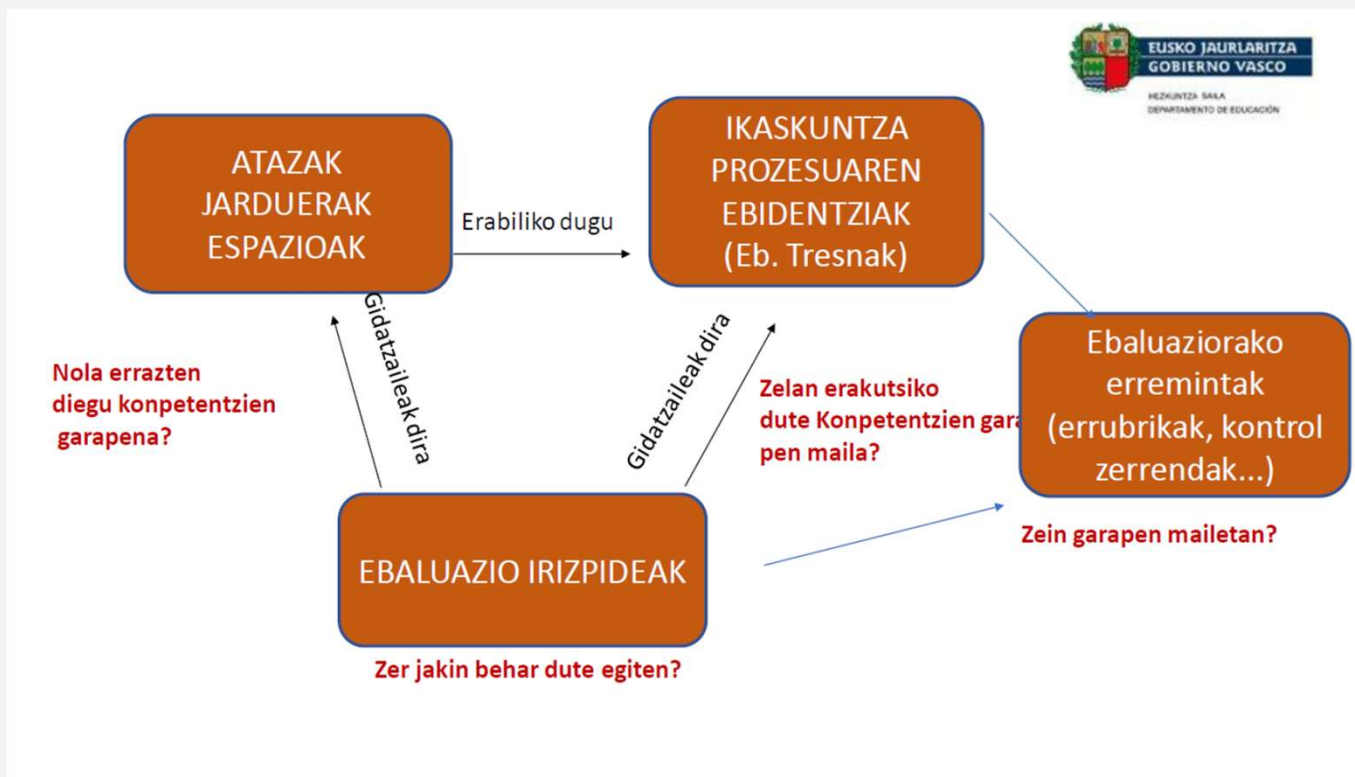 EUSKO JAURLARITZA
GOBIERNO VASCO
HEZKUNTZA SAILA
DEPARTAMENTO DE EDUCACIÓN
ATAZAK
JARDUERAK
ESPAZIOAK
Erabiliko dugu
IKASKUNTZA
PROZESUAREN
EBIDENTZIAK
(Eb. Tresnak)
Gidatzaileak dira
Gidatzaileak dira
Nola errazten
diegu konpetentzien
garapena?
Zelan erakutsiko
dute Konpetentzien gara
pen maila?
Ebaluaziorako
erremintak
(errubrikak, kontrol
zerrendak...)
Zein garapen mailetan?
EBALUAZIO IRIZPIDEAK
Zer jakin behar dute egiten?